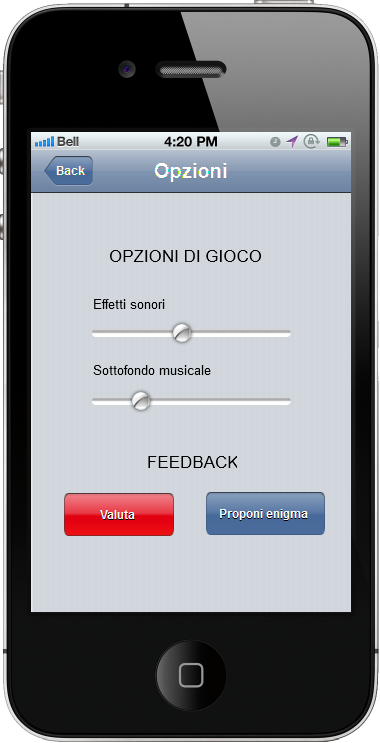 Bell 4:20 PM
Back Opzioni
OPZIONI DI GIOCO
Effetti sonori
Sottofondo musicale
FEEDBACK
Valuta Proponi enigma